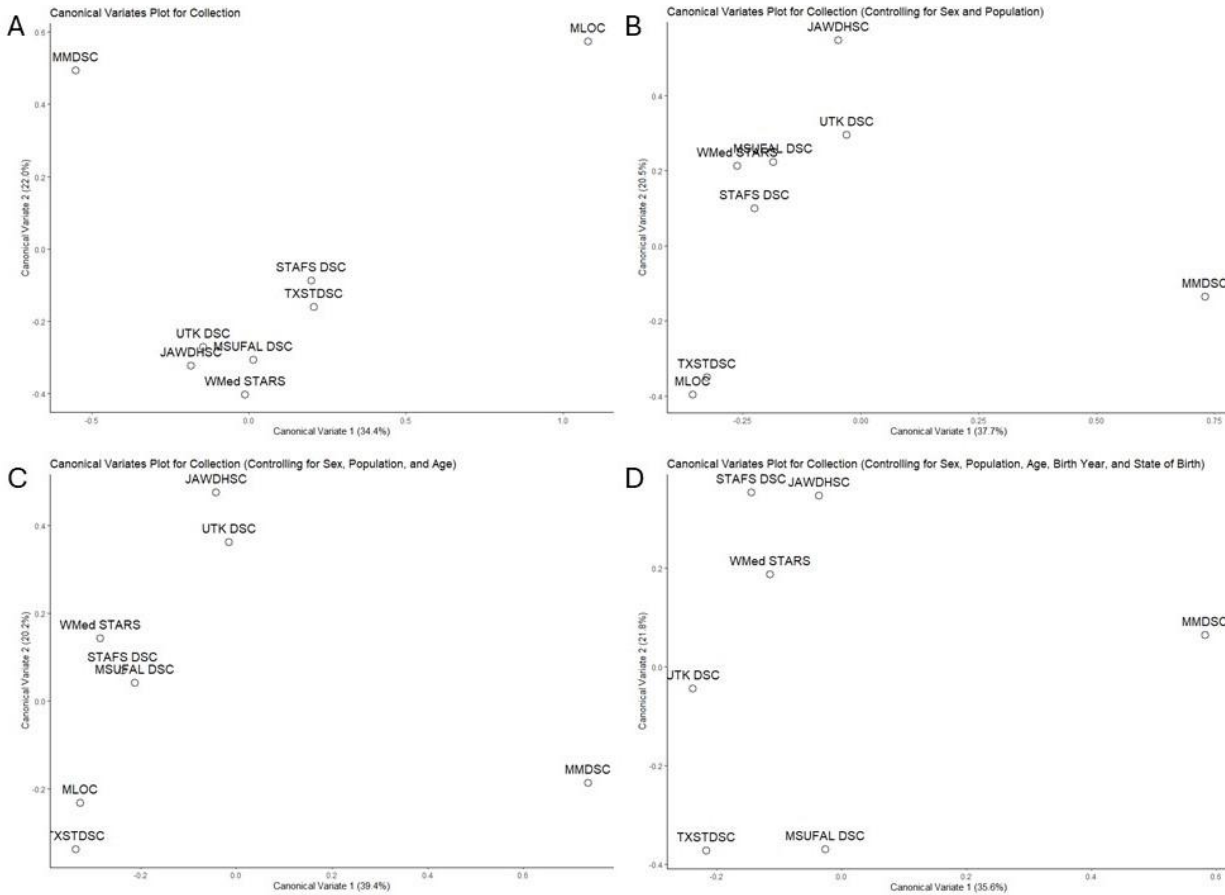 A
Canonical Variates Plot for Collection
MLOC
MMDSC
STAFS DSC
TXSTDSC
UTK DSC
MSUFAL DSC
JAWDHSC
WMed STARS
0.6
0.4
0.2
0.0
-0.2
-0.4
Canonical Variate 2 (22.0%)
-0.5
0.0
0.5
1.0
Canonical Variate 1 (34.4%)
B
Canonical Variates Plot for Collection (Controlling for Sex and Population)
JAWDHSC
UTK DSC
MSUFAL DSC
WMed STARS
STAFS DSC
MMDSC
TXSTDSC
MLOC
0.4
0.2
0.0
-0.2
-0.4
Canonical Variate 2 (20.5%)
-0.25
0.00
0.25
0.50
0.75
Canonical Variate 1 (37.7%)
C
Canonical Variates Plot for Collection (Controlling for Sex, Population, and Age)
JAWDHSC
UTK DSC
WMed STARS
STAFS DSC
MSUFAL DSC
MMDSC
MLOC
TXSTDSC
0.4
0.2
0.0
-0.2
Canonical Variate 2 (20.2%)
-0.2
0.0
0.2
0.4
0.6
Canonical Variate 1 (39.4%)
D
Canonical Variates Plot for Collection (Controlling for Sex, Population, Age, Birth Year, and State of Birth)
STAFS DSC
JAWDHSC
WMed STARS
MMDSC
UTK DSC
TXSTDSC
MSUFAL DSC
0.2
0.0
-0.2
-0.4
Canonical Variate 2 (21.8%)
-0.2
0.0
0.2
0.4
0.6
Canonical Variate 1 (35.6%)